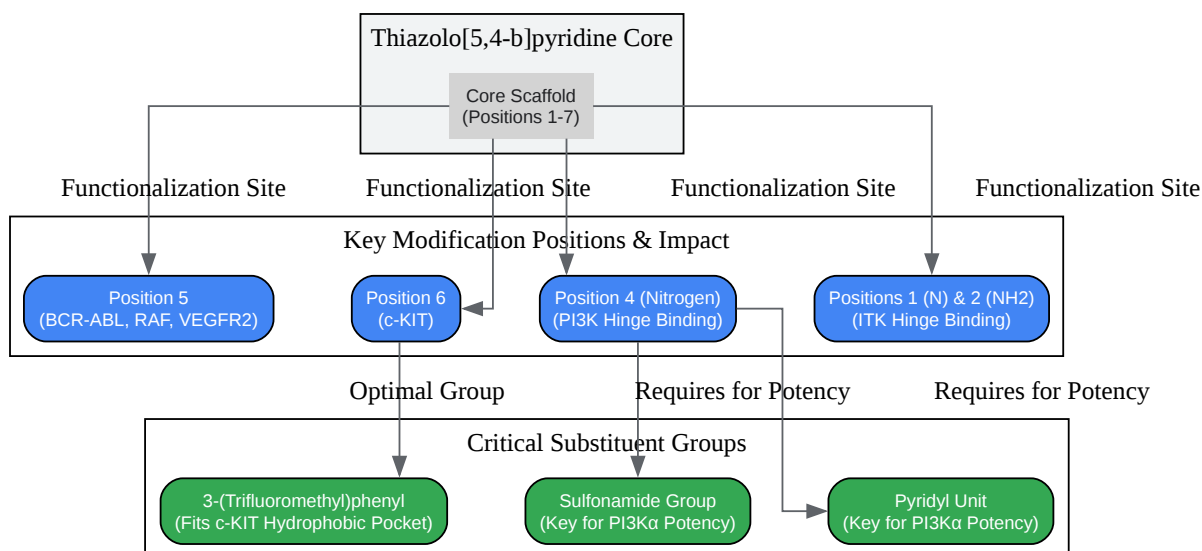 Thiazolo[5,4-b]pyridine Core
Core Scaffold
(Positions 1-7)
Functionalization Site
Functionalization Site
Functionalization Site
Functionalization Site
Key Modification Positions & Impact
Position 5
(BCR-ABL, RAF, VEGFR2)
Position 6
(c-KIT)
Position 4 (Nitrogen)
(PI3K Hinge Binding)
Positions 1 (N) & 2 (NH2)
(ITK Hinge Binding)
Optimal Group
Requires for Potency
Requires for Potency
Critical Substituent Groups
3-(Trifluoromethyl)phenyl
(Fits c-KIT Hydrophobic Pocket)
Sulfonamide Group
(Key for PI3Kα Potency)
Pyridyl Unit
(Key for PI3Kα Potency)